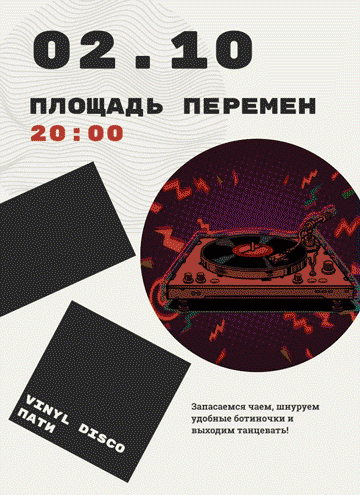 02.10
ПЛОЩАДЬ ПЕРЕМЕН
20:00
VINYL DISCO
ПАТИ
Запасаемся чаем, шнуруем
удобные ботиночки и
выходим танцевать!